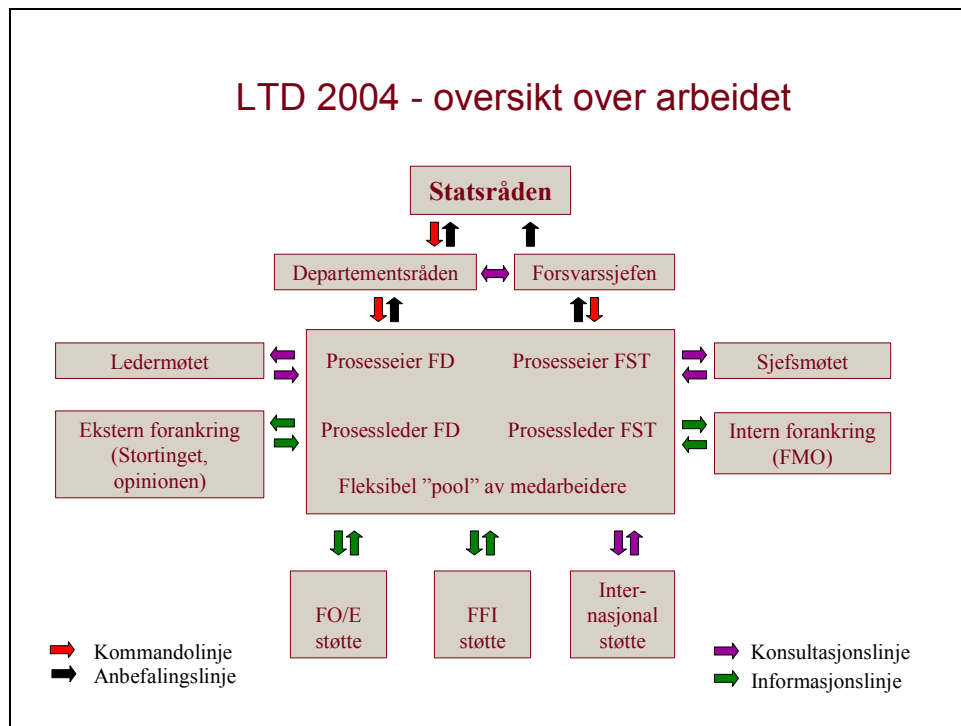 LTD 2004 - oversikt over arbeidet
Statsråden
Departementsråden
Forsvarssjefen
Ledermøtet
Prosesseier FD
Prosesseier FST
Sjefsmøtet
Ekstern forankring
(Stortinget,
opinionen)
Prosessleder FD
Prosessleder FST
Intern forankring
(FMO)
Fleksibel ”pool” av medarbeidere
FO/E
støtte
FFI
støtte
Inter-
nasjonal
støtte
Kommandolinje
Anbefalingslinje
Konsultasjonslinje
Informasjonslinje